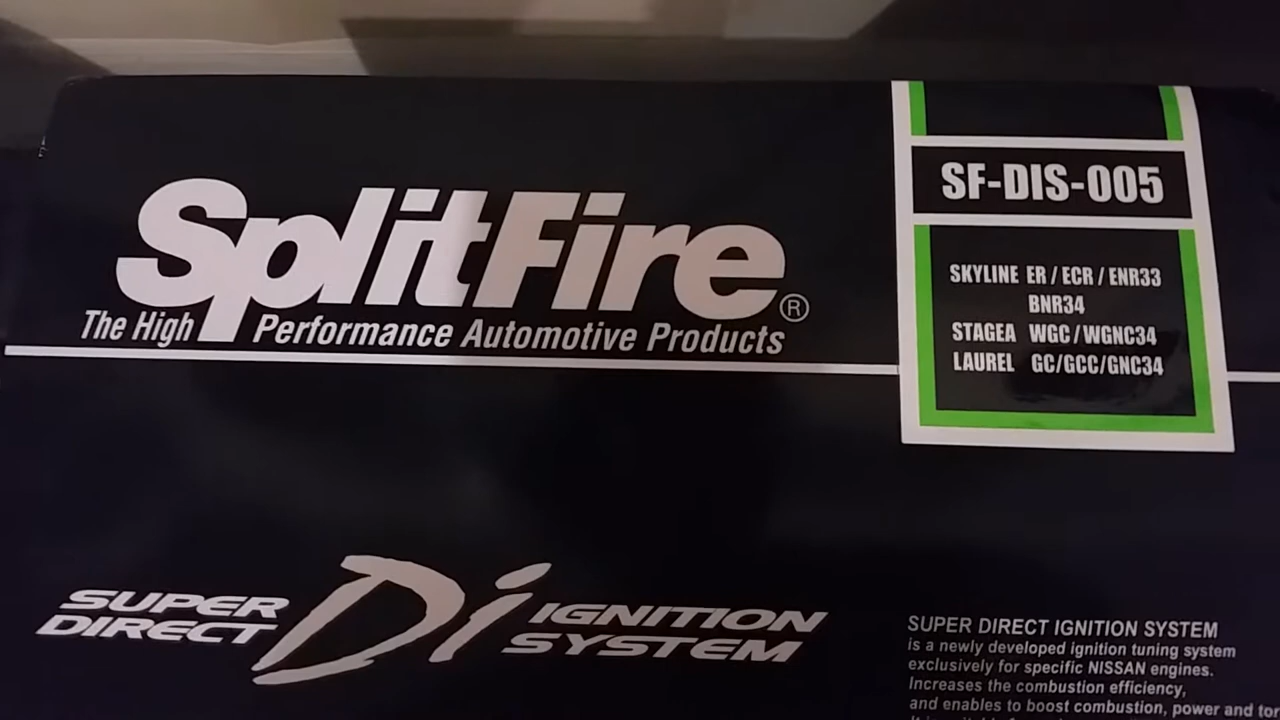 SplitFire®
The High Performance Automotive Products
SF-DIS-005
SKYLINE ER / ECR / ENR33
BNR34
STAGEA WGC / WGNC34
LAUREL GC/GCC/GNC34
SUPER DIRECT Di IGNITION SYSTEM
SUPER DIRECT IGNITION SYSTEM
is a newly developed ignition tuning system
exclusively for specific NISSAN engines.
Increases the combustion efficiency,
and enables to boost combustion, power and